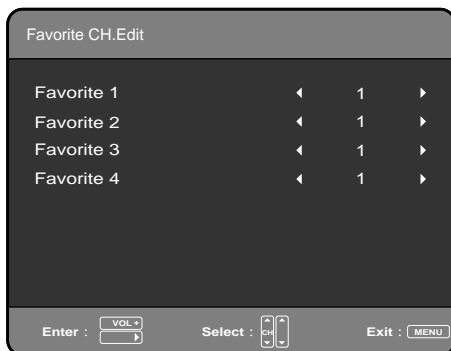 Favorite CH.Edit
Favorite 1 1
Favorite 2 1
Favorite 3 1
Favorite 4 1
Enter : VOL+ Select : CH Exit : MENU